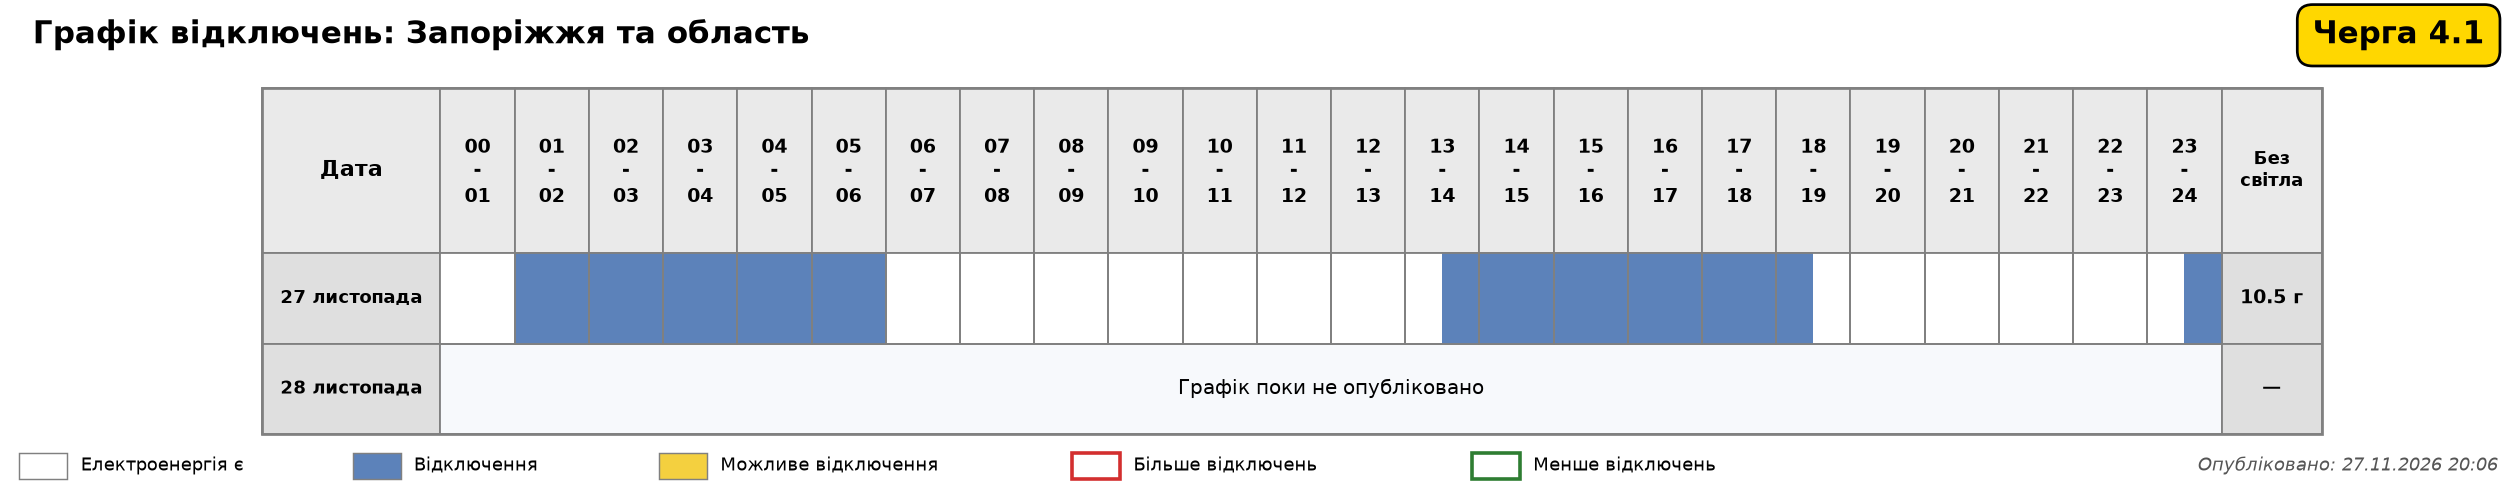 Графік відключень: Запоріжжя та область
Черга 4.1
Дата
00 - 01
01 - 02
02 - 03
03 - 04
04 - 05
05 - 06
06 - 07
07 - 08
08 - 09
09 - 10
10 - 11
11 - 12
12 - 13
13 - 14
14 - 15
15 - 16
16 - 17
17 - 18
18 - 19
19 - 20
20 - 21
21 - 22
22 - 23
23 - 24
Без
світла
27 листопада
10.5 г
28 листопада
Графік поки не опубліковано
—
Електроенергія є
Відключення
Можливе відключення
Більше відключень
Менше відключень
Опубліковано: 27.11.2026 20:06